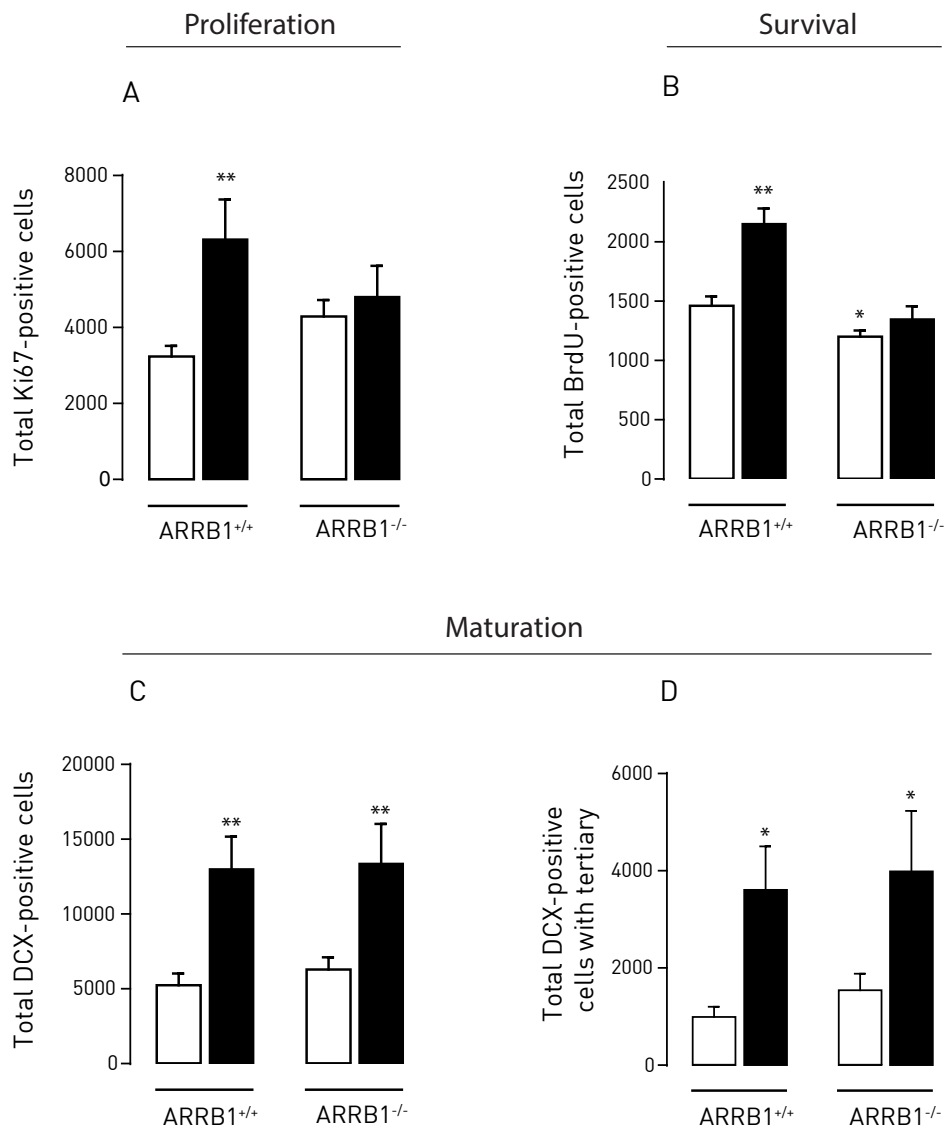 Proliferation
Survival
A
B
Total Ki67-positive cells
8000
6000
4000
2000
0
**
ARRB1+/+
ARRB1-/-
Total BrdU-positive cells
2500
2000
1500
1000
500
0
**
*
ARRB1+/+
ARRB1-/-
Maturation
C
D
Total DCX-positive cells
20000
15000
10000
5000
0
**
**
ARRB1+/+
ARRB1-/-
Total DCX-positive
cells with tertiary
6000
4000
2000
0
*
*
ARRB1+/+
ARRB1-/-